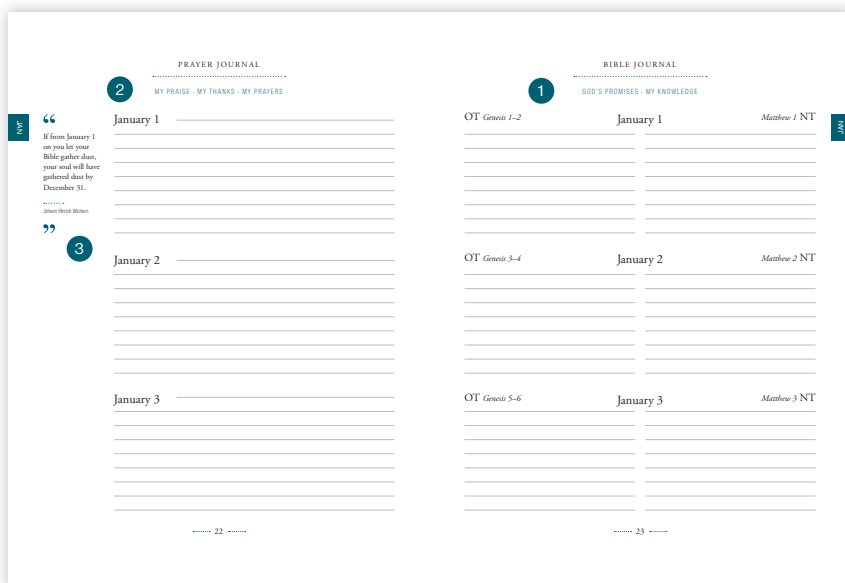 PRAYER JOURNAL
2
MY PRAISE · MY THANKS · MY PRAYERS
JAN
“
If from January 1
on you let your
Bible gather dust,
your soul will have
gathered dust by
December 31.
Johann Hinrich Wichern
”
3
January 1
January 2
January 3
22
BIBLE JOURNAL
1
GOD'S PROMISES · MY KNOWLEDGE
JAN
OT Genesis 1–2 January 1 Matthew 1 NT
OT Genesis 3–4 January 2 Matthew 2 NT
OT Genesis 5–6 January 3 Matthew 3 NT
23